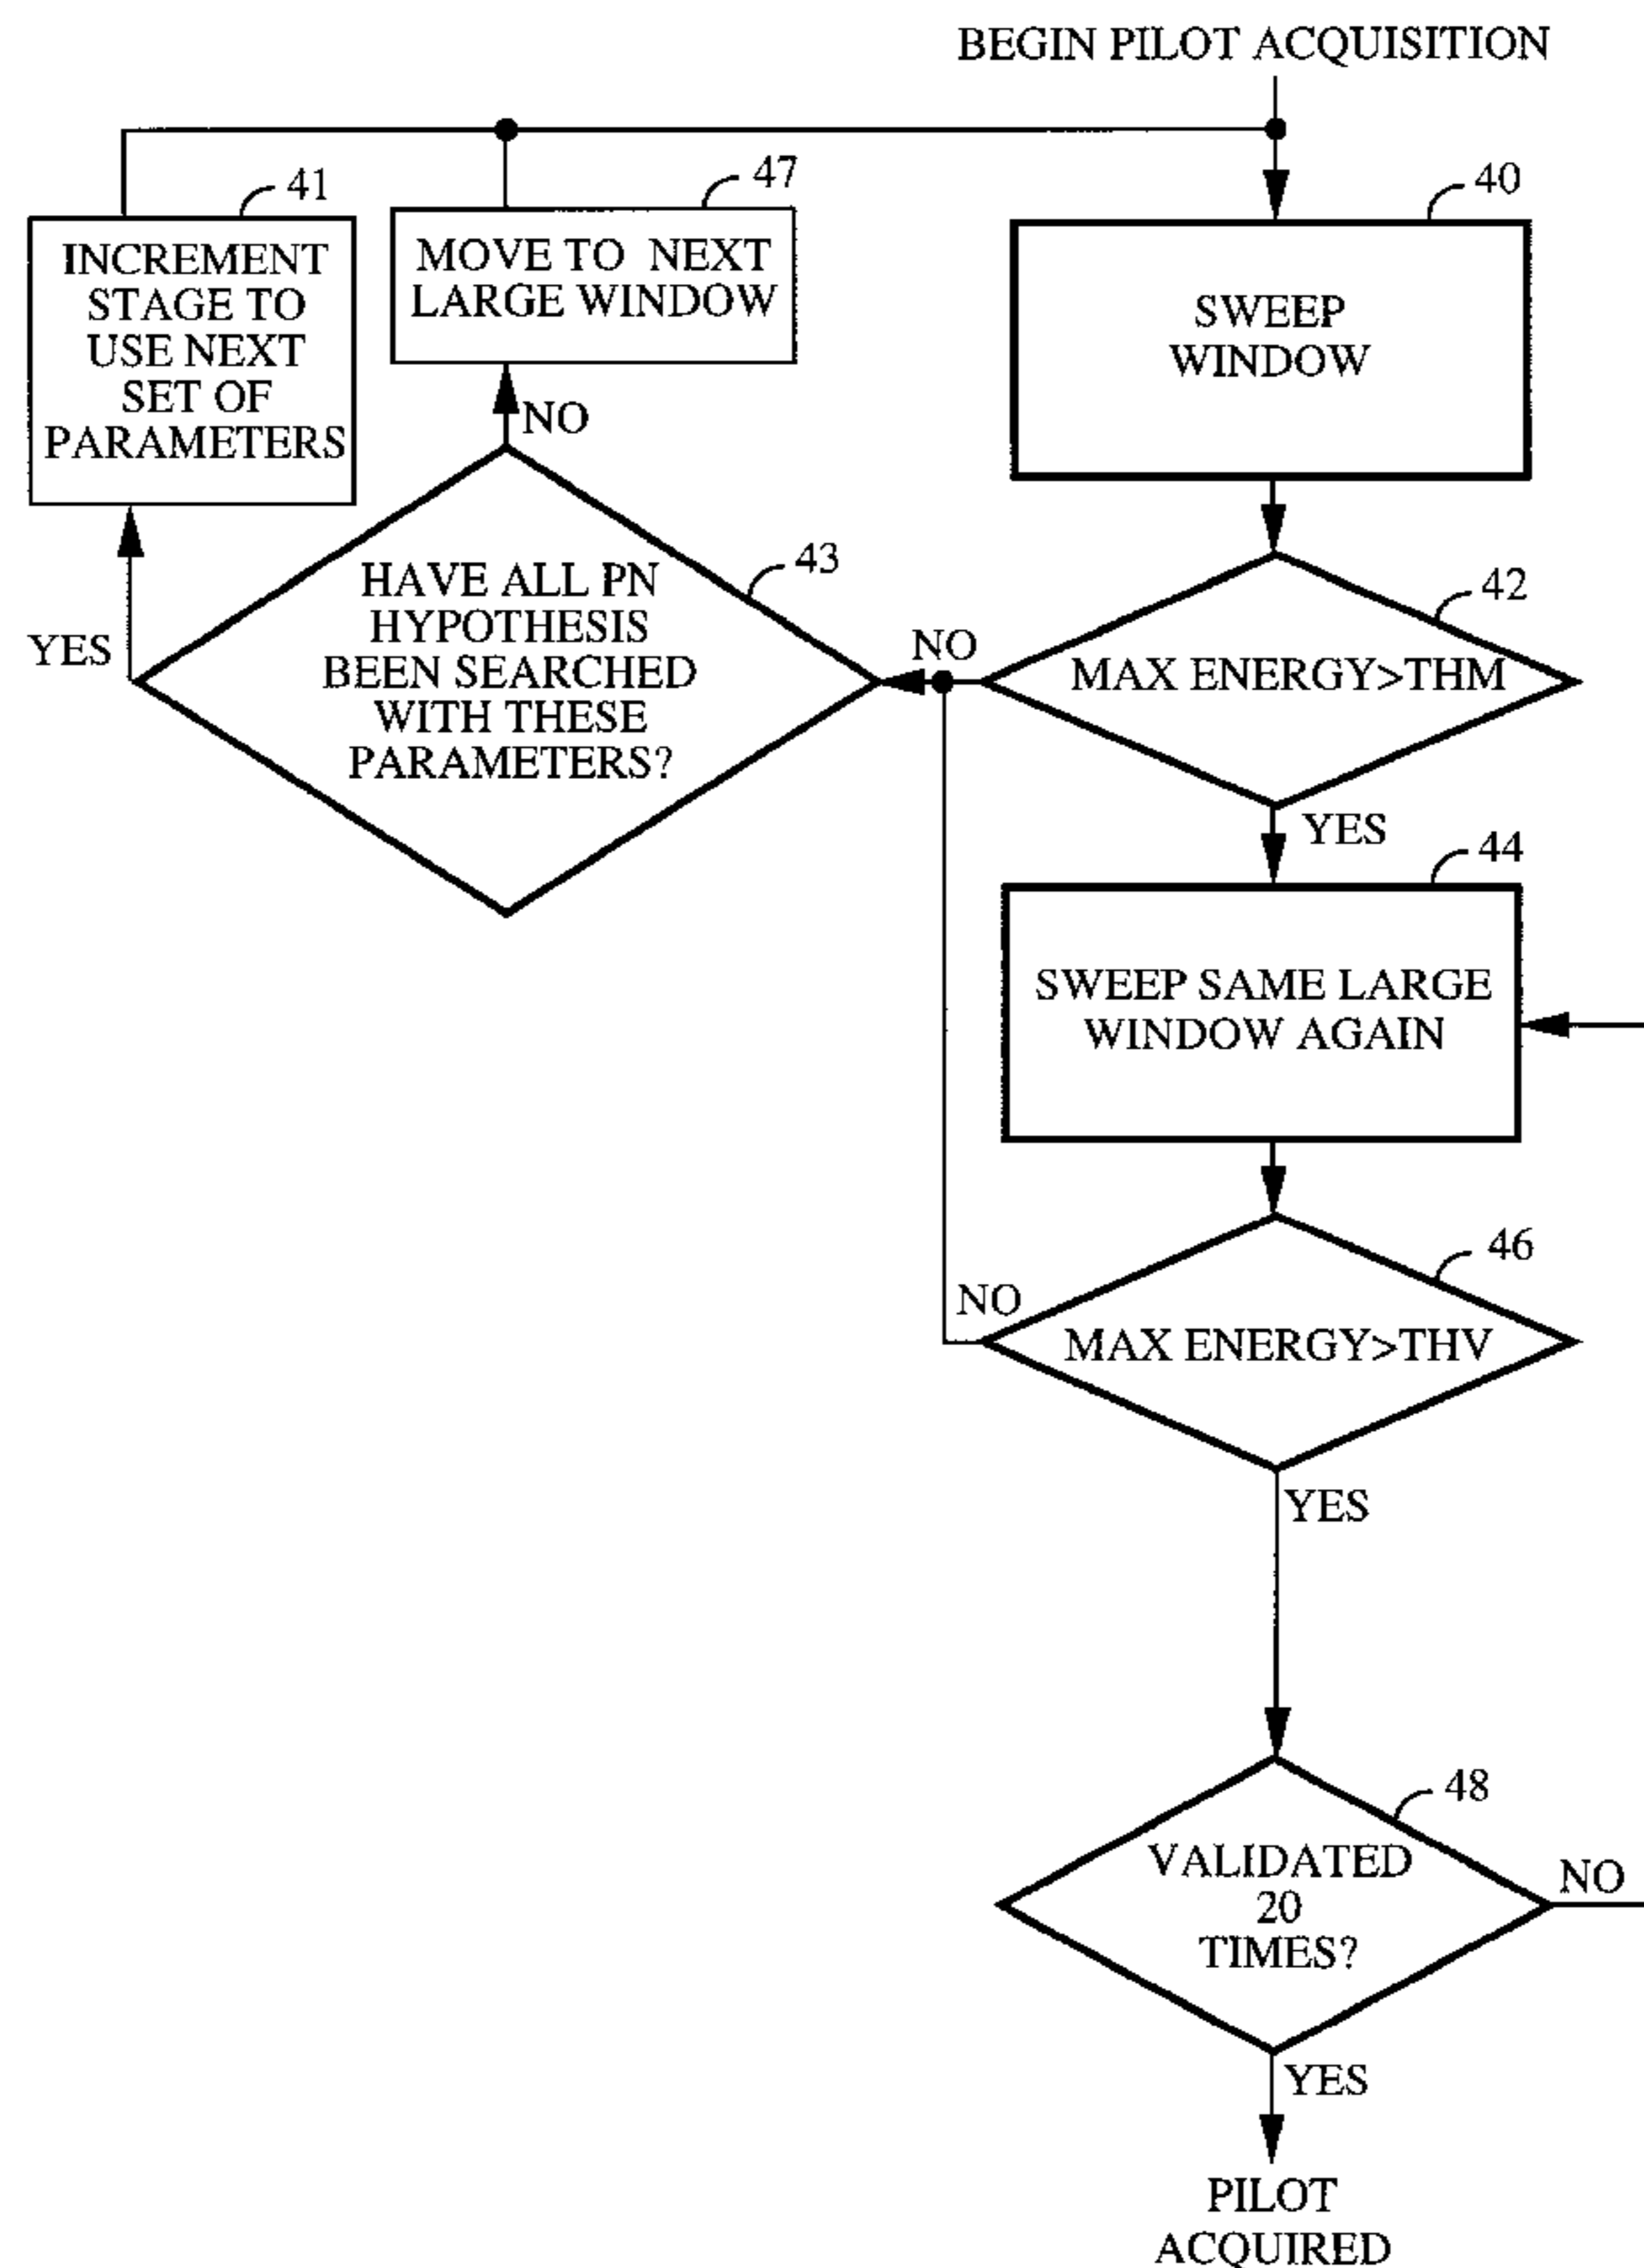 BEGIN PILOT ACQUISITION
41
47
40
INCREMENT
STAGE TO
USE NEXT
SET OF
PARAMETERS
MOVE TO NEXT
LARGE WINDOW
SWEEP
WINDOW
NO
43
HAVE ALL PN
HYPOTHESIS
BEEN SEARCHED
WITH THESE
PARAMETERS?
YES
NO
42
MAX ENERGY>THM
YES
44
SWEEP SAME LARGE
WINDOW AGAIN
46
NO
MAX ENERGY>THV
YES
48
VALIDATED
20
TIMES?
NO
YES
PILOT
ACQUIRED